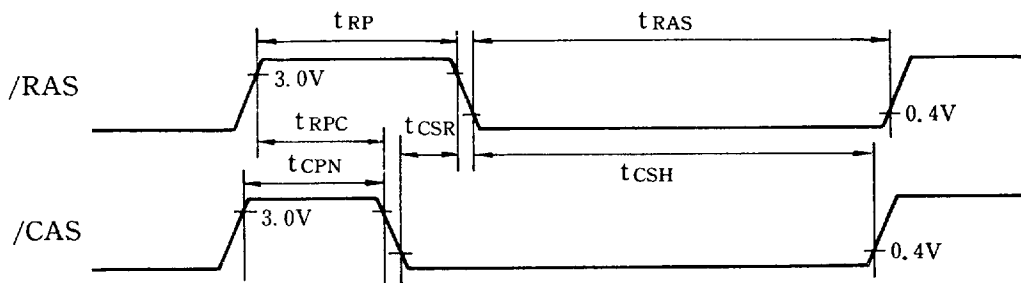 tRP
tRAS
/RAS
3.0V
0.4V
tRPC
tCSR
tCPN
tCSH
/CAS
3.0V
0.4V